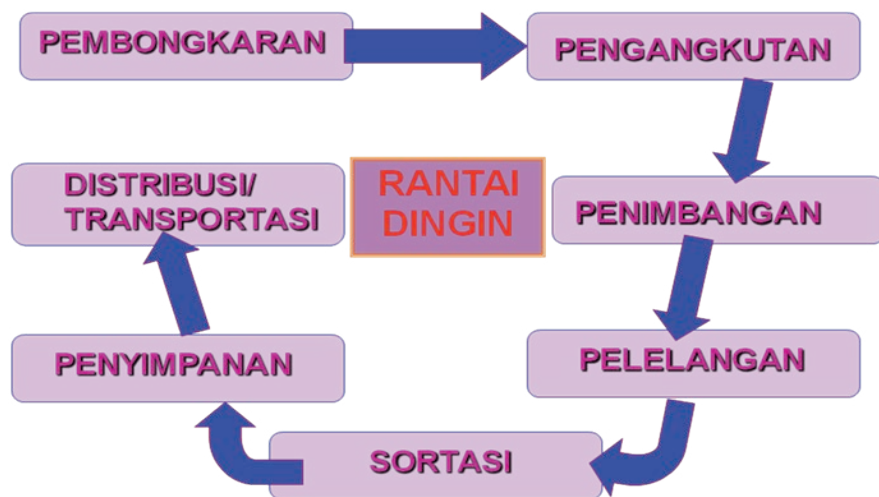 PEMBONGKARAN
PENGANGKUTAN
PENIMBANGAN
PELELANGAN
SORTASI
PENYIMPANAN
DISTRIBUSI/
TRANSPORTASI
RANTAI
DINGIN